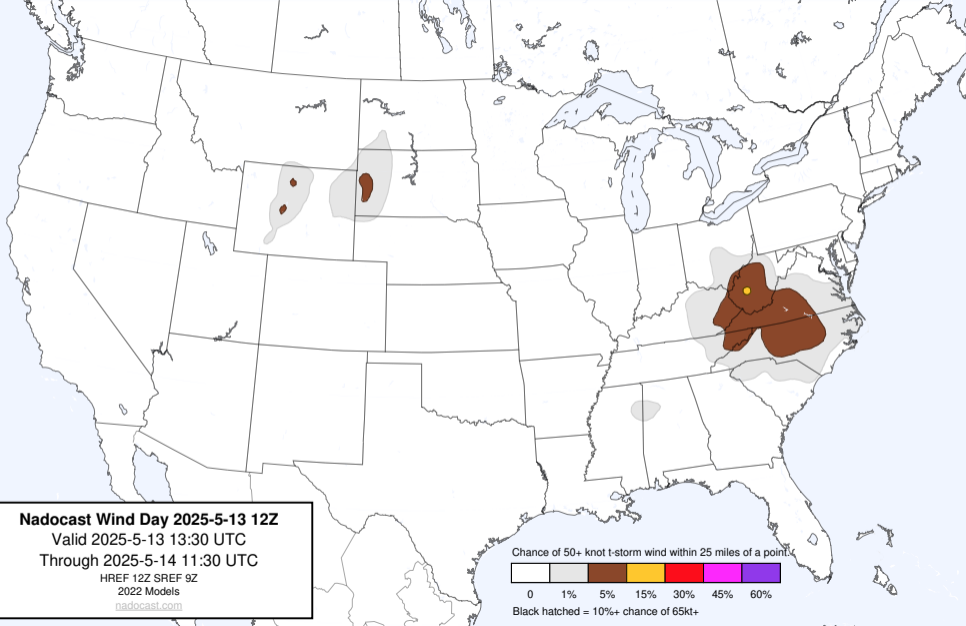 Nadocast Wind Day 2025-5-13 12Z
Valid 2025-5-13 13:30 UTC
Through 2025-5-14 11:30 UTC
HREF 12Z SREF 9Z
2022 Models
nadocast.com
Chance of 50+ knot t-storm wind within 25 miles of a point.
0 1% 5% 15% 30% 45% 60%
Black hatched = 10%+ chance of 65kt+